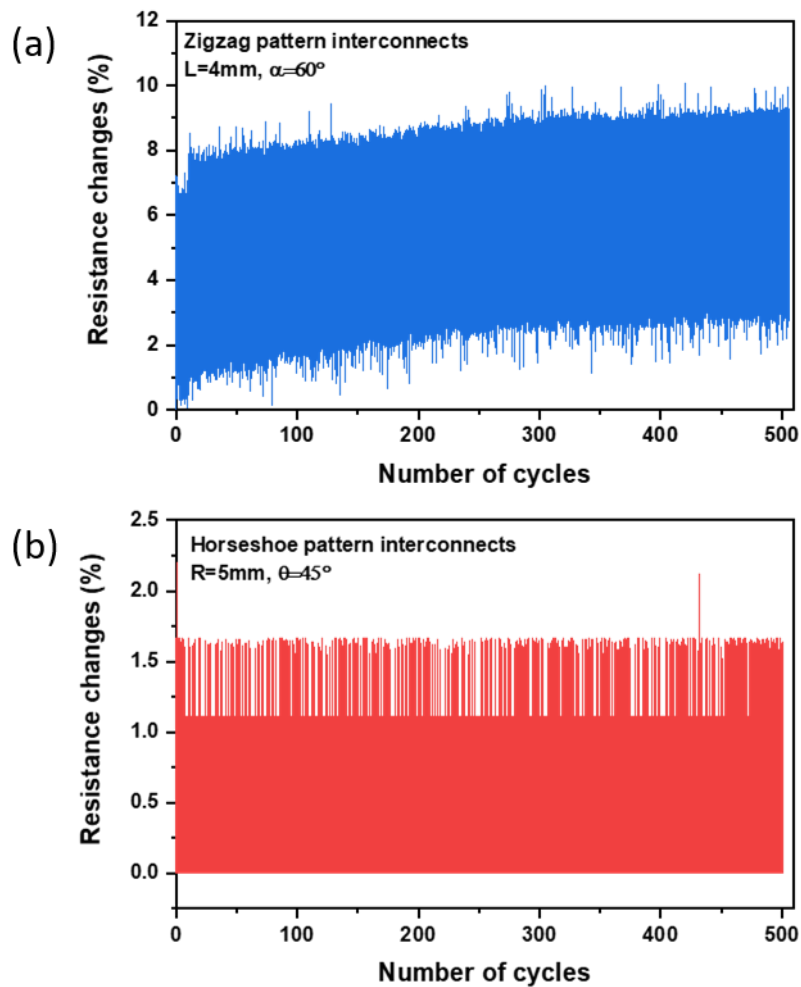 (a)
Zigzag pattern interconnects
L=4mm, α=60°
Resistance changes (%)
12
10
8
6
4
2
0
0 100 200 300 400 500
Number of cycles
(b)
Horseshoe pattern interconnects
R=5mm, θ=45°
Resistance changes (%)
2.5
2.0
1.5
1.0
0.5
0.0
0 100 200 300 400 500
Number of cycles